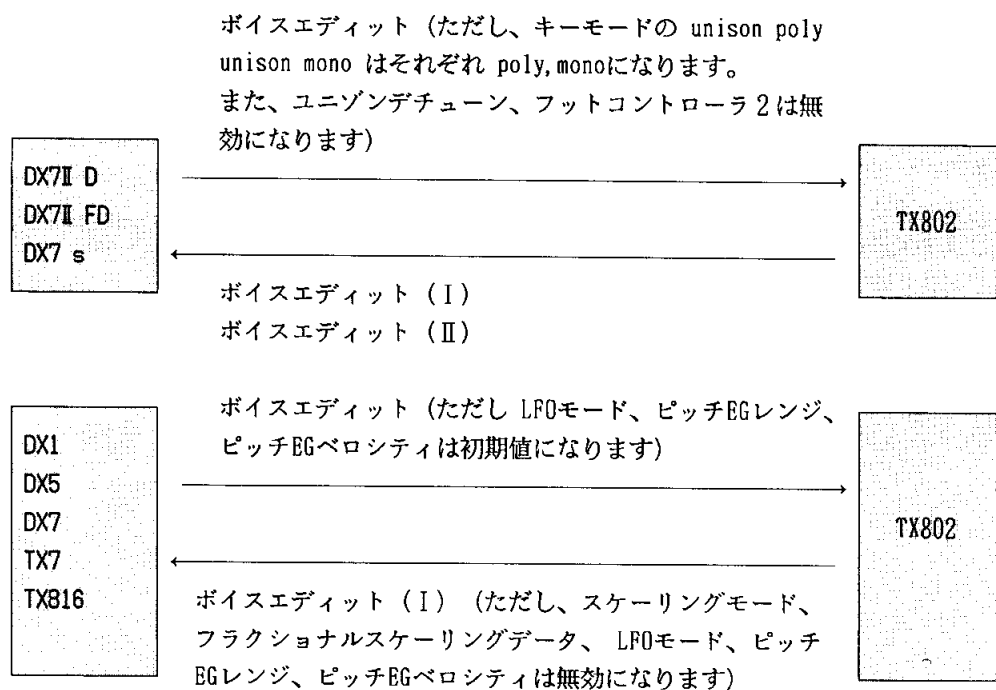 ボイスエディット (ただし、キーモードの unison poly
unison mono はそれぞれ poly,monoになります。
また、ユニゾンデチューン、フットコントローラ2は無
効になります)
DX7Ⅱ D
DX7Ⅱ FD
DX7 s
TX802
ボイスエディット (Ⅰ)
ボイスエディット (Ⅱ)
ボイスエディット (ただし LFOモード、ピッチEGレンジ、
ピッチEGベロシティは初期値になります)
DX1
DX5
DX7
TX7
TX816
TX802
ボイスエディット (Ⅰ) (ただし、スケーリングモード、
フラクショナルスケーリングデータ、 LFOモード、ピッチ
EGレンジ、ピッチEGベロシティは無効になります)